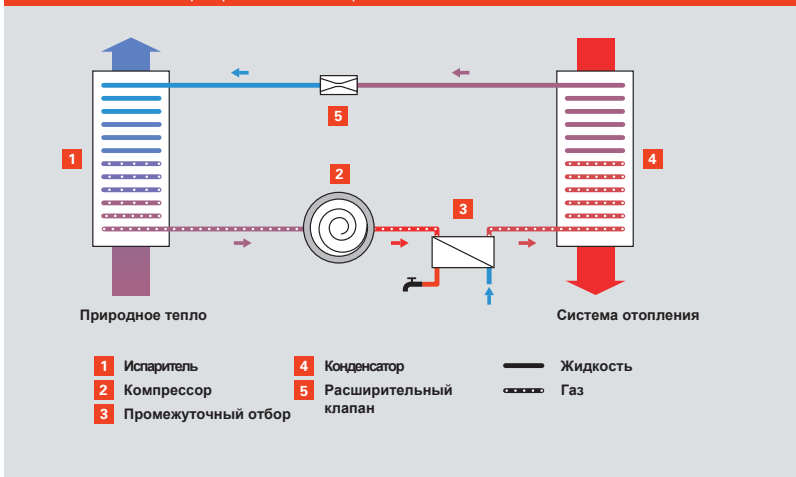 5
1
2
4
3
Природное тепло
Система отопления
1 Испаритель
2 Компрессор
3 Промежуточный отбор
4 Конденсатор
5 Расширительный
клапан
Жидкость
Газ